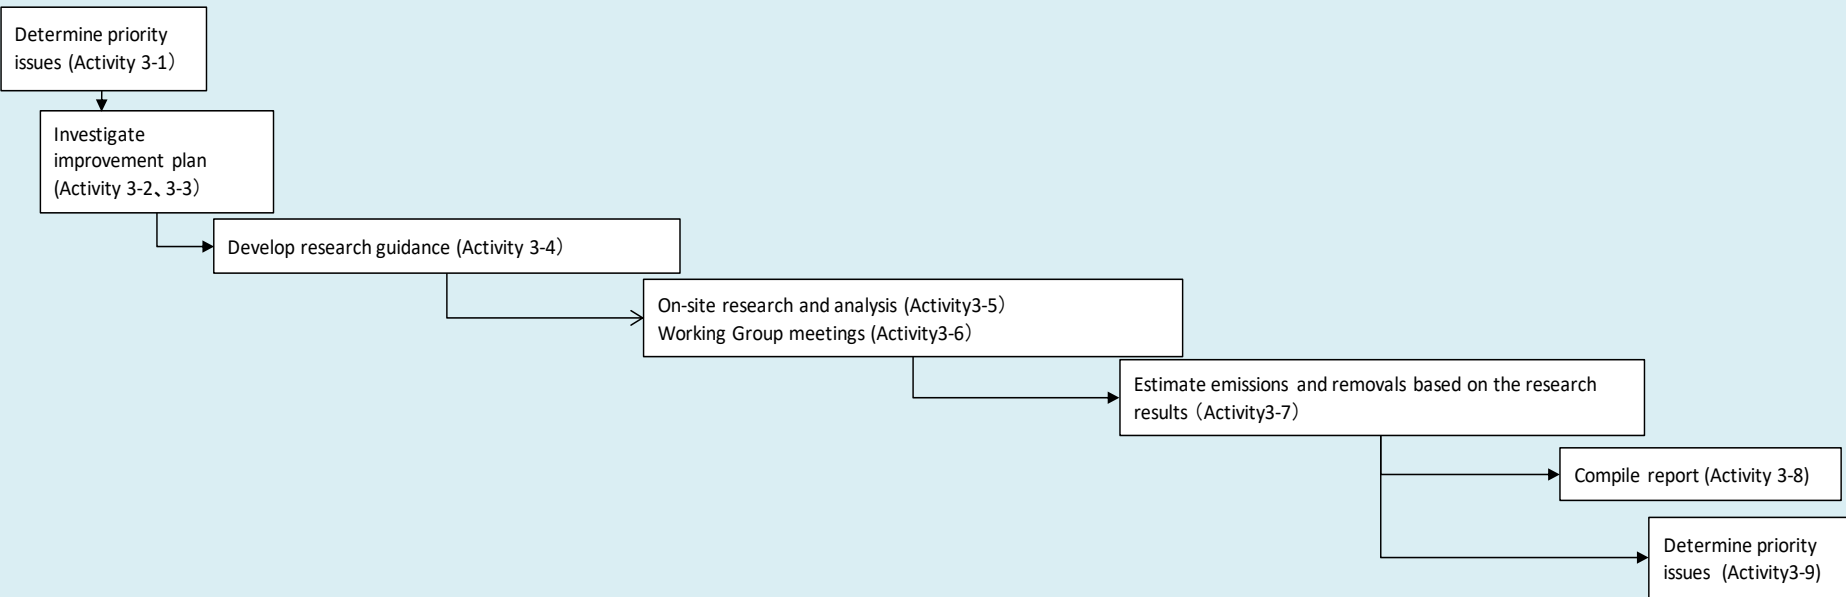 Determine priority
issues (Activity 3-1）
Investigate
improvement plan
(Activity 3-2、3-3）
Develop research guidance (Activity 3-4）
On-site research and analysis (Activity3-5）
Working Group meetings (Activity3-6）
Estimate emissions and removals based on the research
results（Activity3-7）
Compile report (Activity 3-8)
Determine priority
issues (Activity3-9)